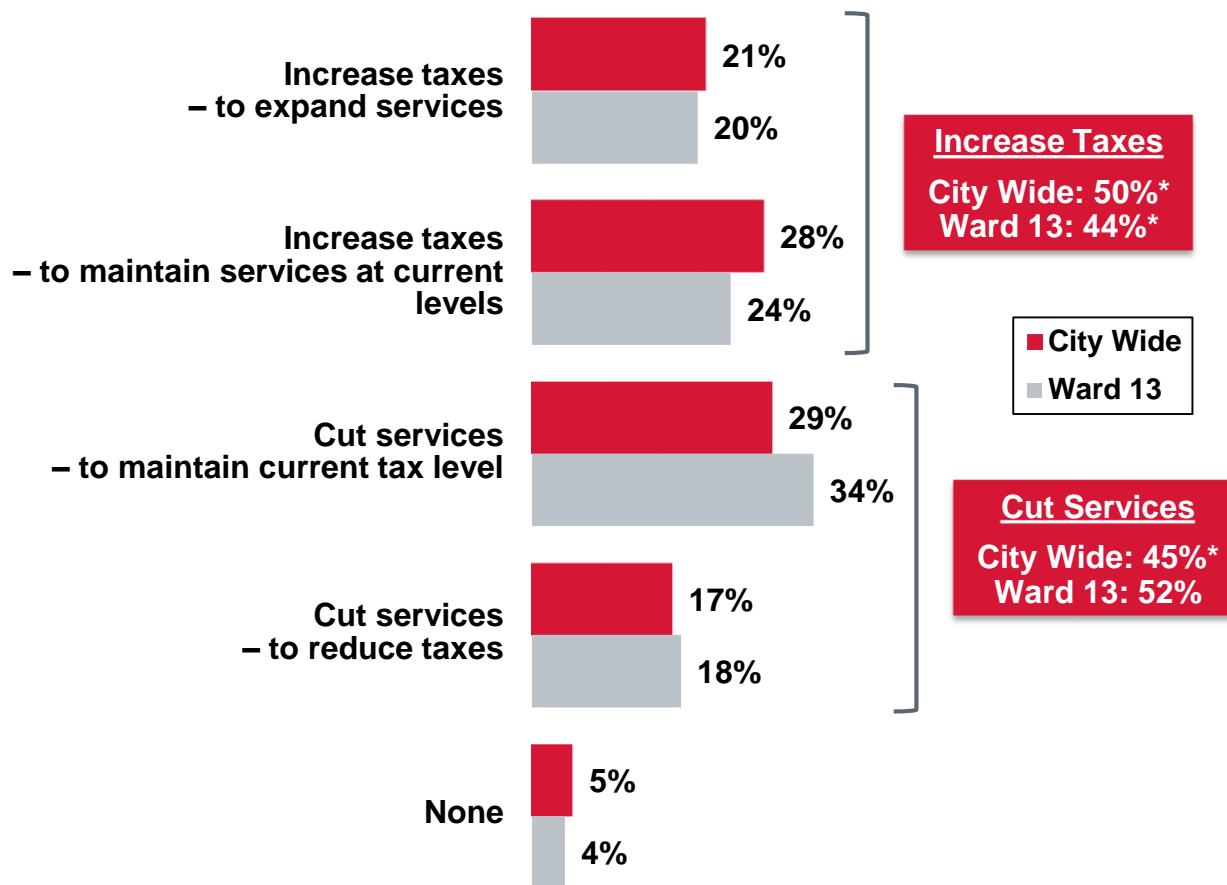 Increase taxes
– to expand services
21%
20%
Increase taxes
– to maintain services at current
levels
28%
24%
Cut services
– to maintain current tax level
29%
34%
Cut services
– to reduce taxes
17%
18%
None
5%
4%
Increase Taxes
City Wide: 50%*
Ward 13: 44%*
City Wide
Ward 13
Cut Services
City Wide: 45%*
Ward 13: 52%